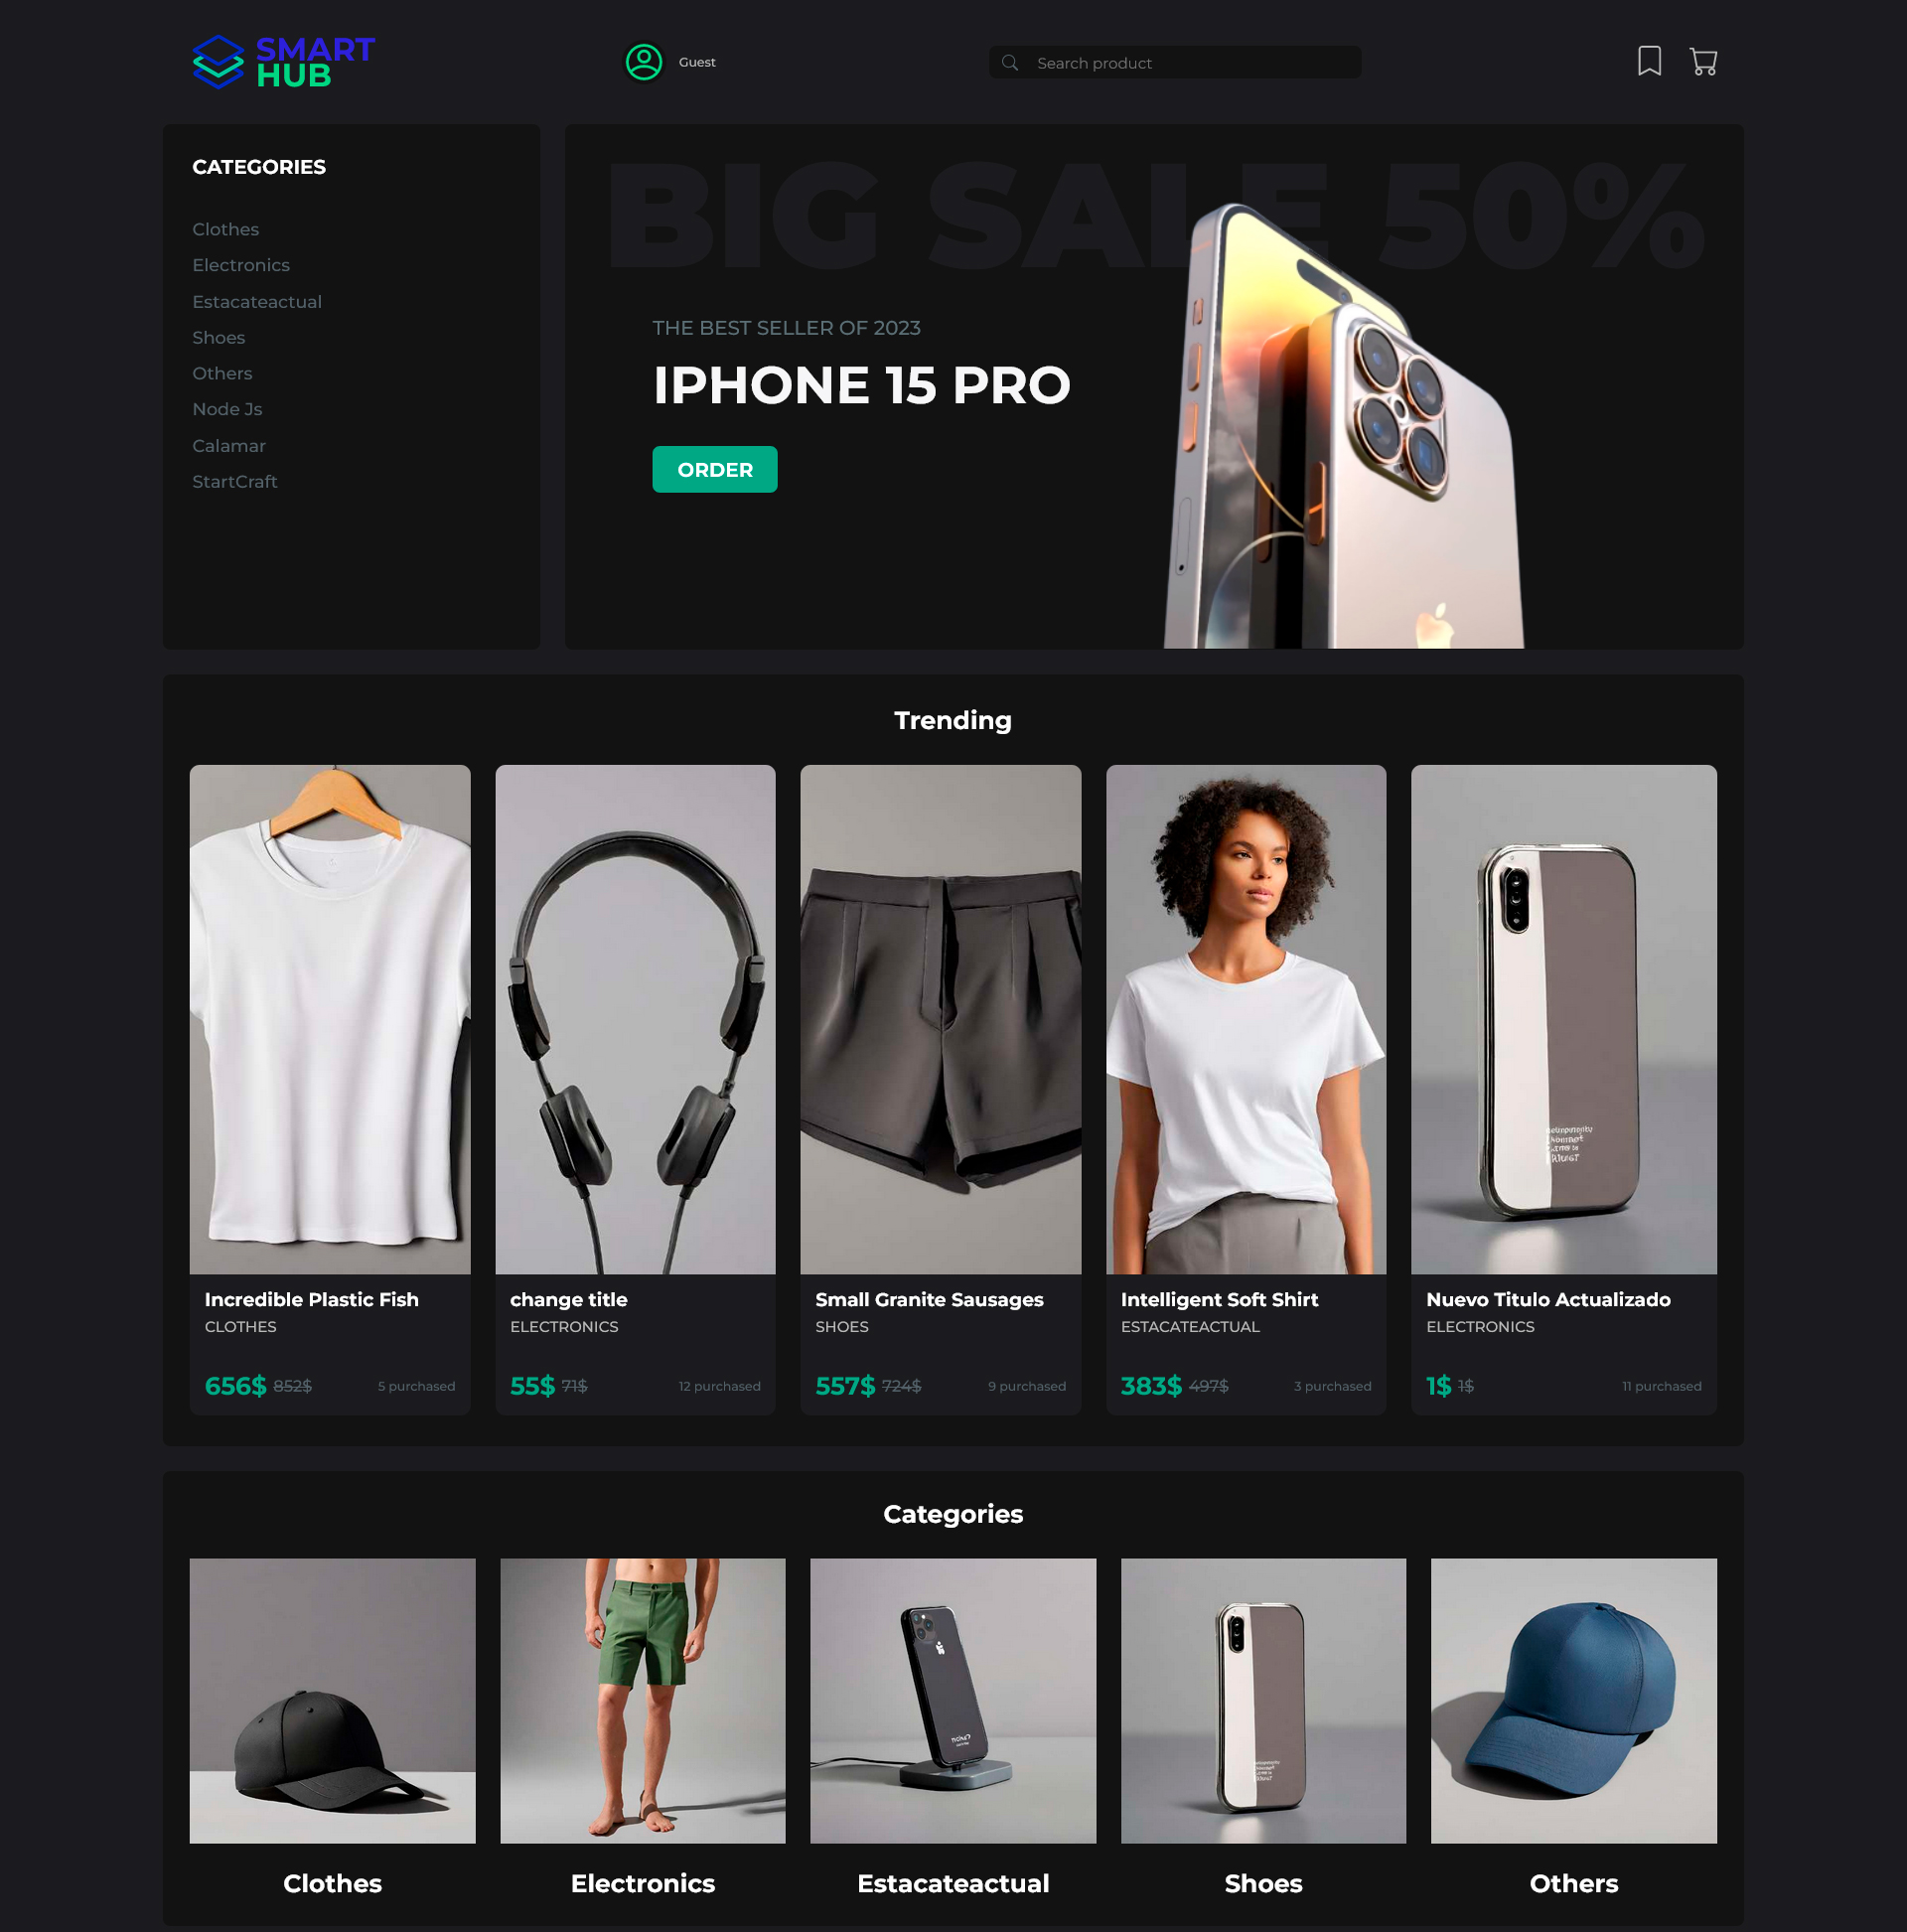 SMART
HUB
Guest
Search product
CATEGORIES
Clothes
Electronics
Estacateactual
Shoes
Others
Node Js
Calamar
StartCraft
BIG SALE 50%
THE BEST SELLER OF 2023
IPHONE 15 PRO
ORDER
Trending
Incredible Plastic Fish
CLOTHES
656$ 852$ 5 purchased
change title
ELECTRONICS
55$ 71$ 12 purchased
Small Granite Sausages
SHOES
557$ 724$ 9 purchased
Intelligent Soft Shirt
ESTACATEACTUAL
383$ 497$ 3 purchased
Nuevo Titulo Actualizado
ELECTRONICS
1$ 1$ 11 purchased
Categories
Clothes
Electronics
Estacateactual
Shoes
Others